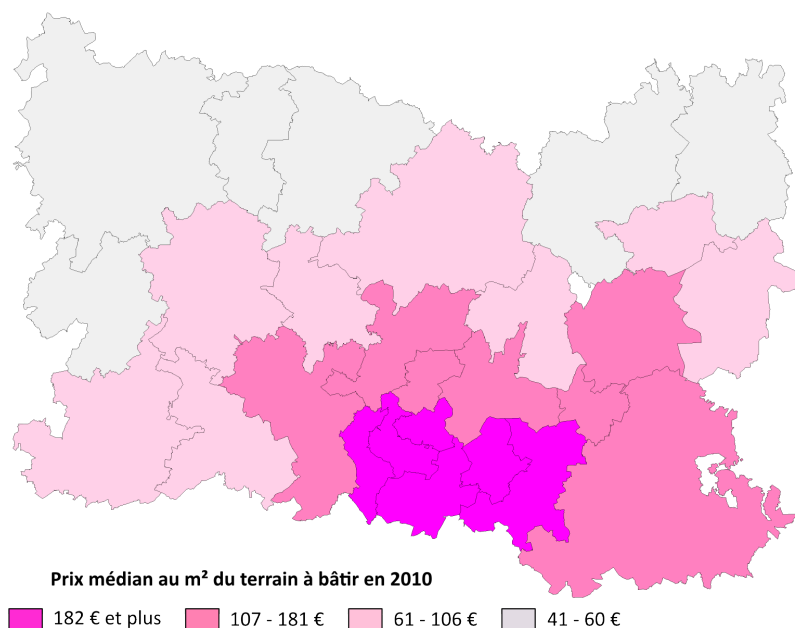 Prix médian au m² du terrain à bâtir en 2010
182 € et plus 107 - 181 € 61 - 106 € 41 - 60 €